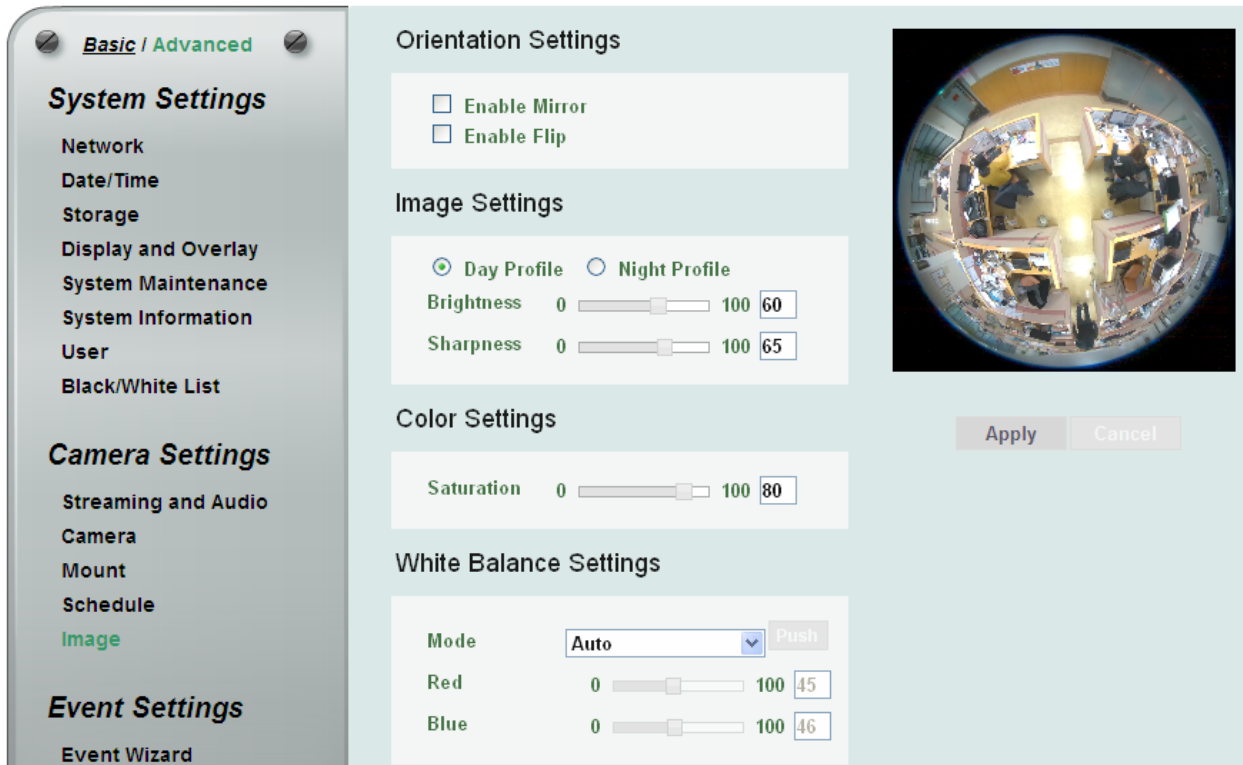 Basic / Advanced
System Settings
Network
Date/Time
Storage
Display and Overlay
System Maintenance
System Information
User
Black/White List
Camera Settings
Streaming and Audio
Camera
Mount
Schedule
Image
Event Settings
Event Wizard
Orientation Settings
Enable Mirror
Enable Flip
Image Settings
Day Profile Night Profile
Brightness 0 100 60
Sharpness 0 100 65
Color Settings
Saturation 0 100 80
White Balance Settings
Mode Auto Push
Red 0 100 45
Blue 0 100 46
Apply Cancel